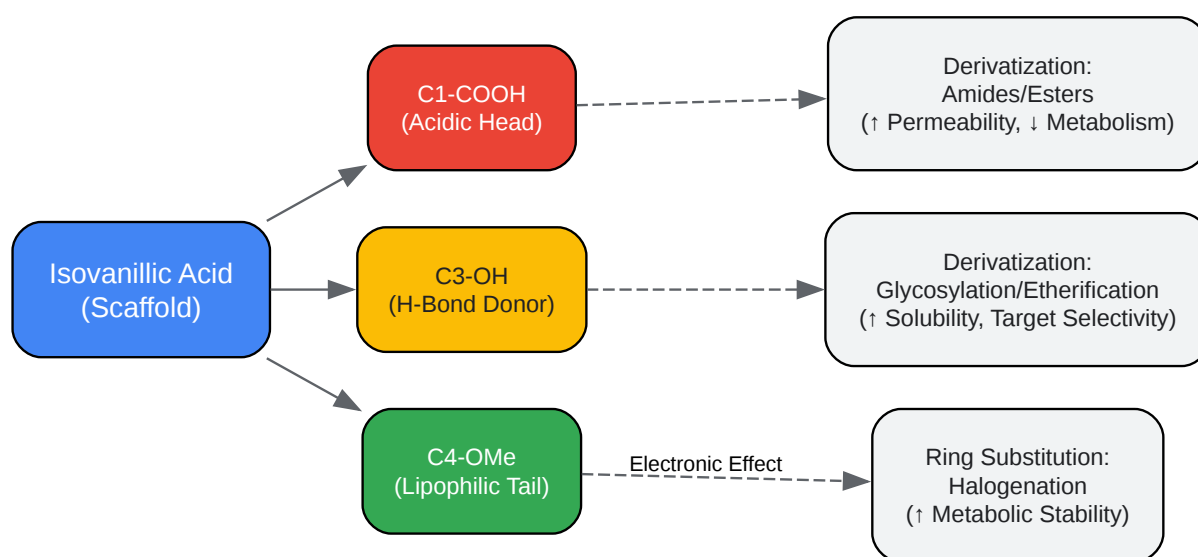 Isovanillic Acid
(Scaffold)
C1-COOH
(Acidic Head)
Derivatization:
Amides/Esters
(↑ Permeability, ↓ Metabolism)
C3-OH
(H-Bond Donor)
Derivatization:
Glycosylation/Etherification
(↑ Solubility, Target Selectivity)
C4-OMe
(Lipophilic Tail)
Electronic Effect
Ring Substitution:
Halogenation
(↑ Metabolic Stability)